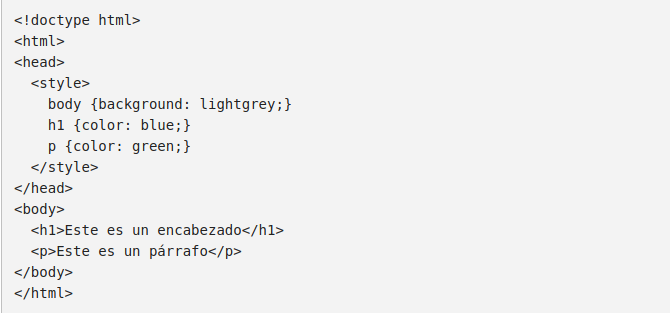 <!doctype html>
<html>
<head>
  <style>
    body {background: lightgrey;}
    h1 {color: blue;}
    p {color: green;}
  </style>
</head>
<body>
  <h1>Este es un encabezado</h1>
  <p>Este es un párrafo</p>
</body>
</html>